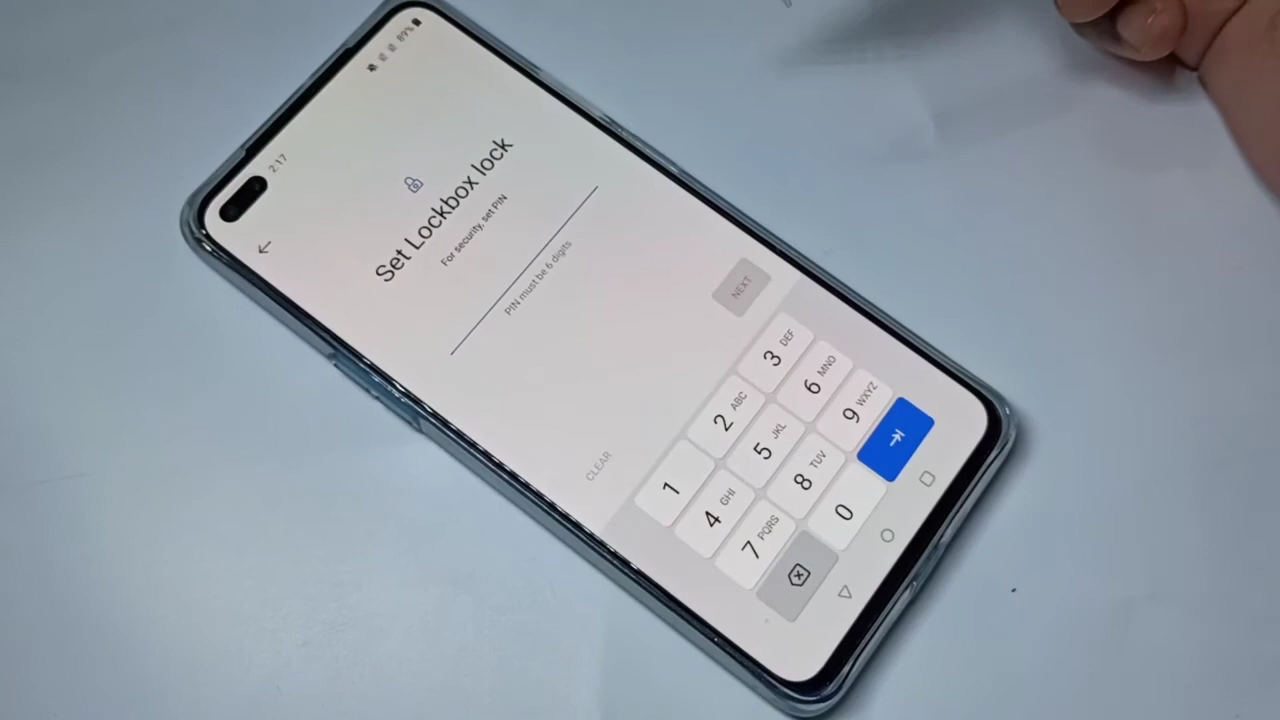 2:17
89%
Set Lockbox lock
For security, set PIN
PIN must be 6 digits
CLEAR
NEXT
1
2 ABC
3 DEF
4 GHI
5 JKL
6 MNO
7 PQRS
8 TUV
9 WXYZ
0